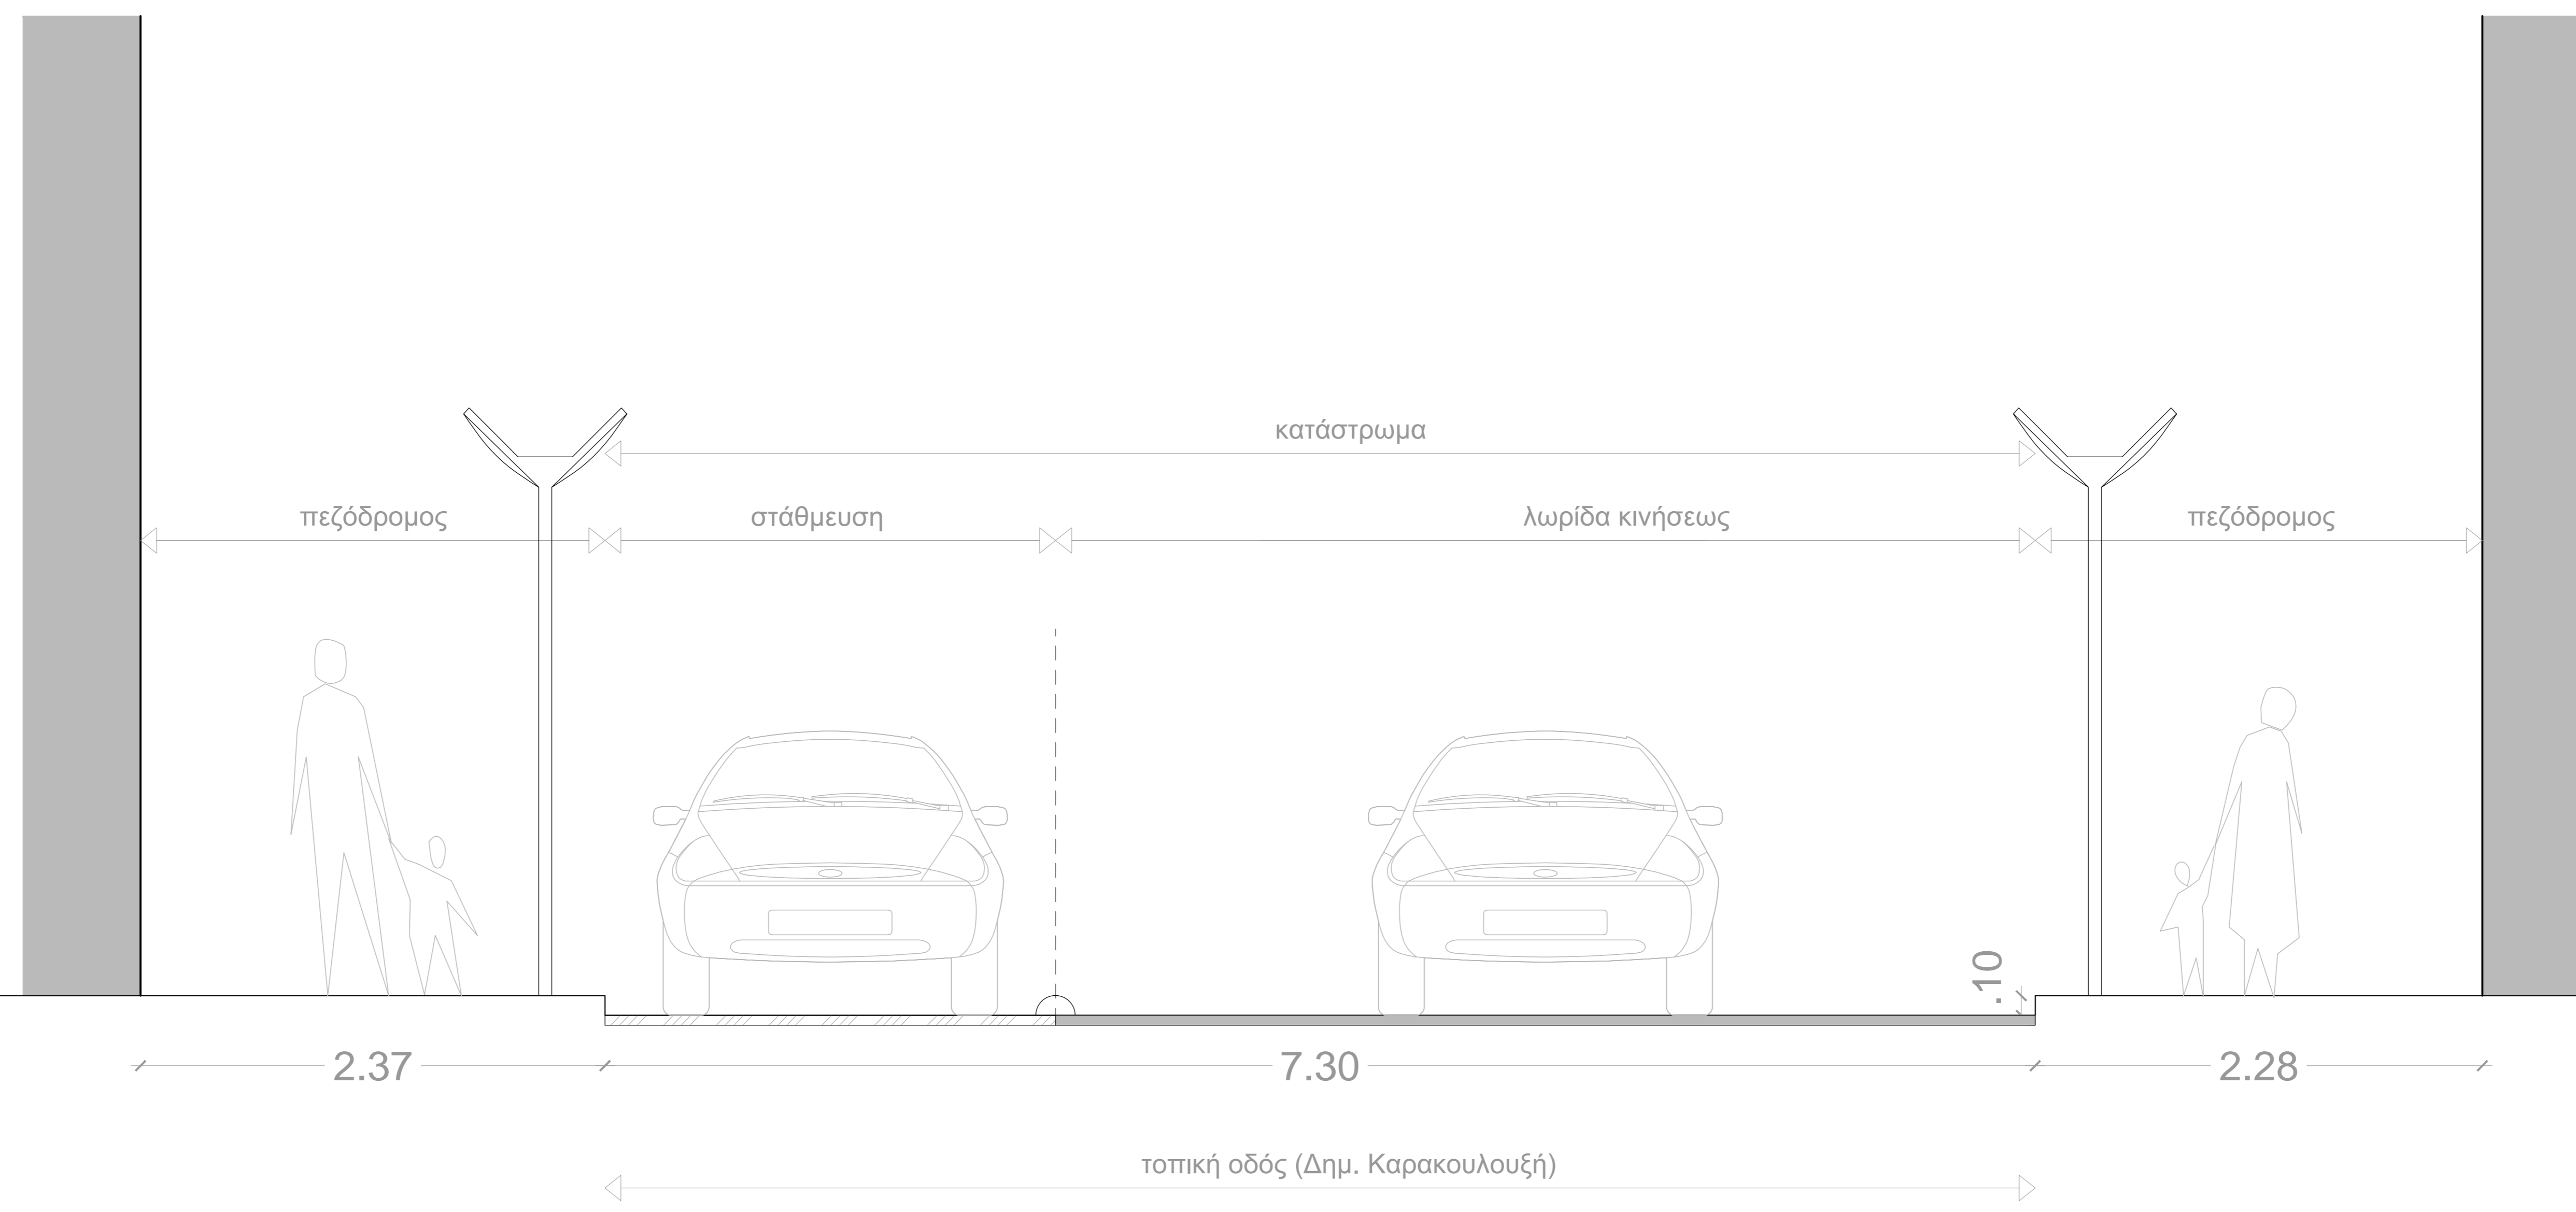 κατάστρωμα
πεζόδρομος
στάθμευση
λωρίδα κινήσεως
πεζόδρομος
.10
2.37
7.30
2.28
τοπική οδός (Δημ. Καρακουλουξή)